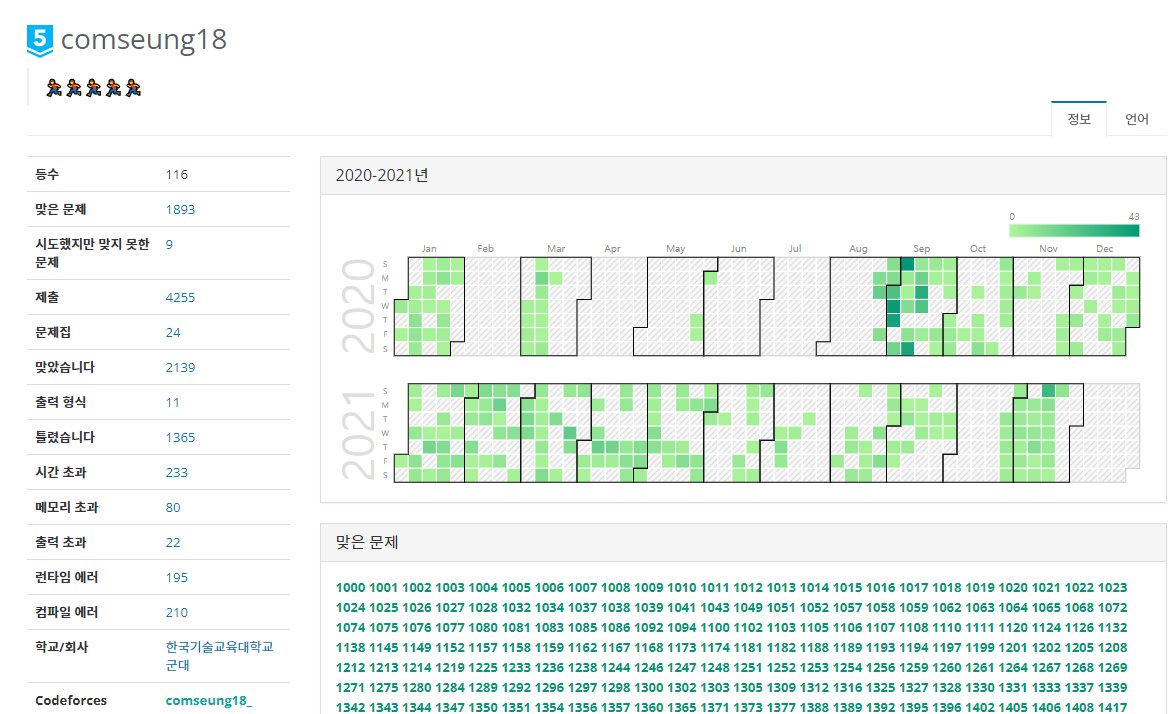 5 comseung18
정보 언어
등수 116
맞은 문제 1893
시도했지만 맞지 못한 9
문제
제출 4255
문제집 24
맞았습니다 2139
출력 형식 11
틀렸습니다 1365
시간 초과 233
메모리 초과 80
출력 초과 22
런타임 에러 195
컴파일 에러 210
학교/회사 한국기술교육대학교
군대
Codeforces comseung18_
2020-2021년
0 43
Jan Feb Mar Apr May Jun Jul Aug Sep Oct Nov Dec
2020
S
M
T
W
T
F
S
2021
S
M
T
W
T
F
S
맞은 문제
1000 1001 1002 1003 1004 1005 1006 1007 1008 1009 1010 1011 1012 1013 1014 1015 1016 1017 1018 1019 1020 1021 1022 1023
1024 1025 1026 1027 1028 1032 1034 1037 1038 1039 1041 1043 1049 1051 1052 1057 1058 1059 1062 1063 1064 1065 1068 1072
1074 1075 1076 1077 1080 1081 1083 1085 1086 1092 1094 1100 1102 1103 1105 1106 1107 1108 1110 1111 1120 1124 1126 1132
1138 1145 1149 1152 1157 1158 1159 1162 1167 1168 1173 1174 1181 1182 1188 1189 1193 1194 1197 1199 1201 1202 1205 1208
1212 1213 1214 1219 1225 1233 1236 1238 1244 1246 1247 1248 1251 1252 1253 1254 1256 1259 1260 1261 1264 1267 1268 1269
1271 1275 1280 1284 1289 1292 1296 1297 1298 1300 1302 1303 1305 1309 1312 1316 1325 1327 1328 1330 1331 1333 1337 1339
1342 1343 1344 1347 1350 1351 1354 1356 1357 1360 1365 1371 1373 1377 1388 1389 1392 1395 1396 1402 1405 1406 1408 1417